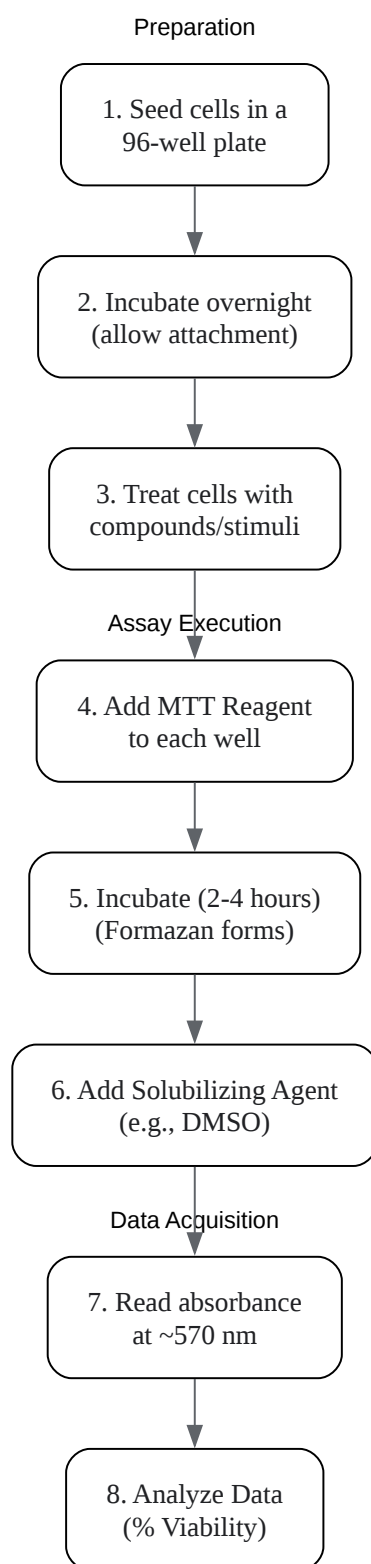 Preparation
1. Seed cells in a
96-well plate
2. Incubate overnight
(allow attachment)
3. Treat cells with
compounds/stimuli
Assay Execution
4. Add MTT Reagent
to each well
5. Incubate (2-4 hours)
(Formazan forms)
6. Add Solubilizing Agent
(e.g., DMSO)
Data Acquisition
7. Read absorbance
at ~570 nm
8. Analyze Data
(% Viability)